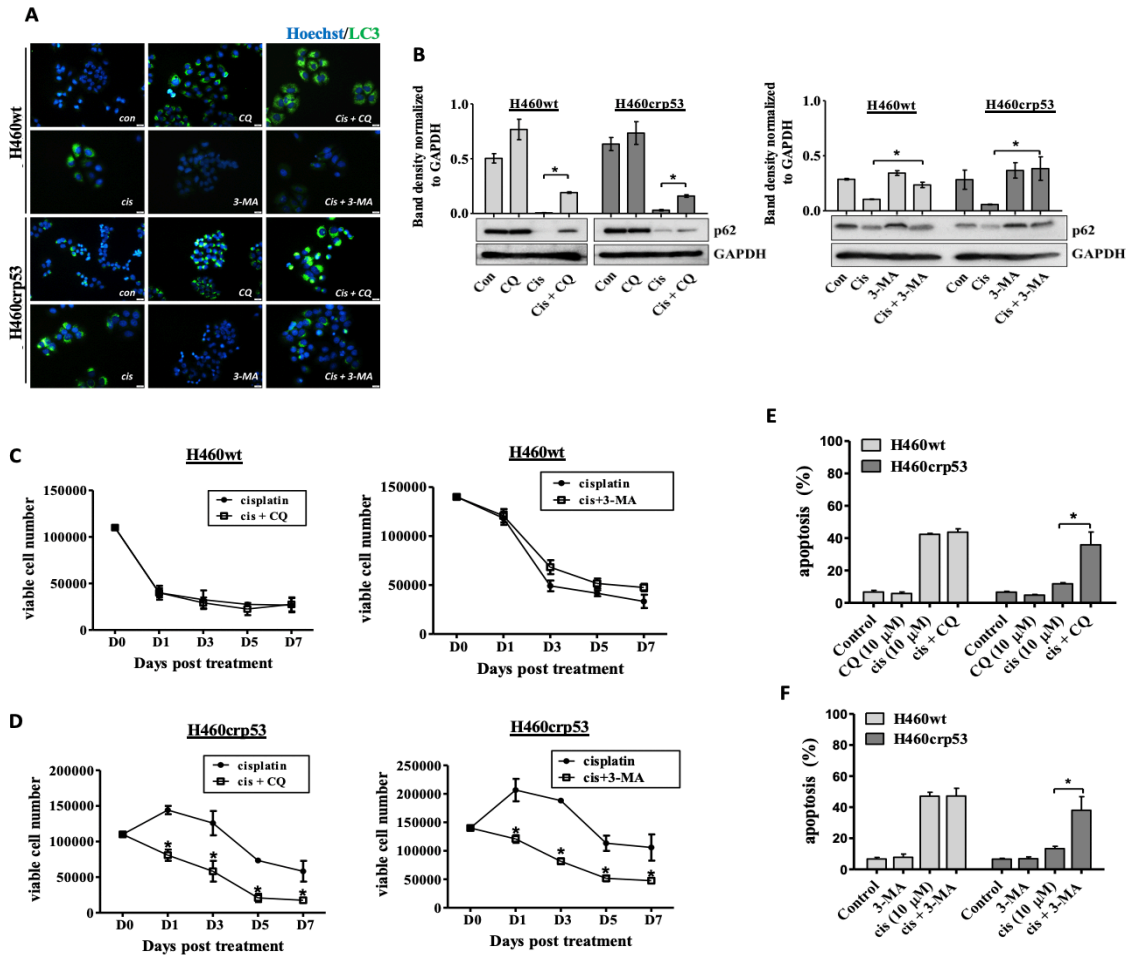 A
Hoechst/LC3
H460wt
con
CQ
Cis + CQ
cis
3-MA
Cis + 3-MA
H460crp53
con
CQ
Cis + CQ
cis
3-MA
Cis + 3-MA
B
Band density normalized
to GAPDH
1.0
0.5
0.0
H460wt
H460crp53
*
*
p62
GAPDH
Con
CQ
Cis
Cis + CQ
Con
CQ
Cis
Cis + CQ
Band density normalized
to GAPDH
1.0
0.5
0.0
H460wt
H460crp53
*
*
p62
GAPDH
Con
Cis
3-MA
Cis + 3-MA
Con
Cis
3-MA
Cis + 3-MA
C
H460wt
viable cell number
150000
100000
50000
0
cisplatin
cis + CQ
D0 D1 D3 D5 D7
Days post treatment
H460wt
viable cell number
150000
100000
50000
0
cisplatin
cis+3-MA
D0 D1 D3 D5 D7
Days post treatment
D
H460crp53
viable cell number
200000
150000
100000
50000
0
cisplatin
cis + CQ
* * * *
D0 D1 D3 D5 D7
Days post treatment
H460crp53
viable cell number
250000
200000
150000
100000
50000
0
cisplatin
cis+3-MA
* * * *
D0 D1 D3 D5 D7
Days post treatment
E
apoptosis (%)
100
80
60
40
20
0
H460wt
H460crp53
*
Control
CQ (10 µM)
cis (10 µM)
cis + CQ
Control
CQ (10 µM)
cis (10 µM)
cis + CQ
F
apoptosis (%)
100
80
60
40
20
0
H460wt
H460crp53
*
Control
3-MA
cis (10 µM)
cis + 3-MA
Control
3-MA
cis (10 µM)
cis + 3-MA